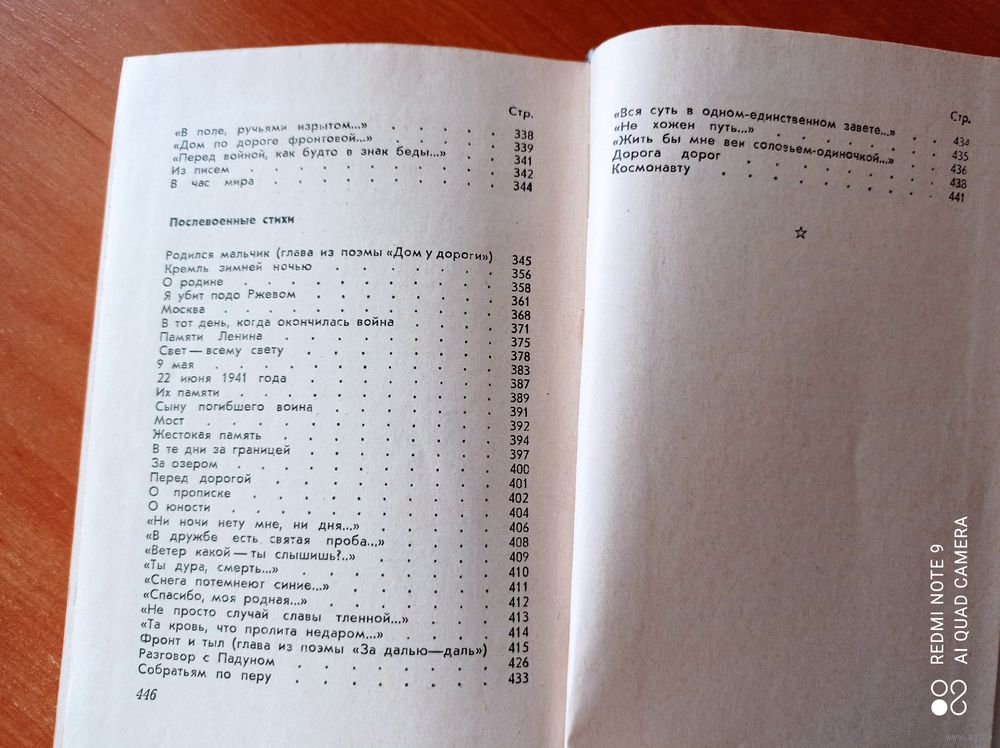 Стр.
«В поле, ручьями изрытом...» . . . . . 338
«Дом по дороге фронтовой...» . . . . . 339
«Перед войной, как будто в знак беды...» . . . 341
Из писем . . . . . . . . . 342
В час мира . . . . . . . . 344
Послевоенные стихи
Родился мальчик (глава из поэмы «Дом у дороги») 345
Кремль зимней ночью . . . . . . . 356
О родине . . . . . . . . . 358
Я убит подо Ржевом . . . . . . . 361
Москва . . . . . . . . . . 368
В тот день, когда окончилась война . . . . 371
Памяти Ленина . . . . . . . . 375
Свет — всему свету . . . . . . . 378
9 мая . . . . . . . . . . 383
22 июня 1941 года . . . . . . . 387
Их памяти . . . . . . . . . 389
Сыну погибшего воина . . . . . . 391
Мост . . . . . . . . . . 392
Жестокая память . . . . . . . . 394
В те дни за границей . . . . . . . 397
За озером . . . . . . . . . 400
Перед дорогой . . . . . . . . 401
О прописке . . . . . . . . . 402
О юности . . . . . . . . . 404
«Ни ночи нету мне, ни дня...» . . . . . 406
«В дружбе есть святая проба...» . . . . 408
«Ветер какой — ты слышишь?..» . . . . . 409
«Ты дура, смерть...» . . . . . . . 410
«Снега потемнеют синие...» . . . . . . 411
«Спасибо, моя родная...» . . . . . . 412
«Не просто случай славы тленной...» . . . 413
«Та кровь, что пролита недаром...» . . . . 414
Фронт и тыл (глава из поэмы «За далью—даль») 415
Разговор с Падуном . . . . . . . 426
Собратьям по перу . . . . . . . 433
446
Стр.
«Вся суть в одном-единственном завете...» . . 434
«Не хожен путь...» . . . . . . . 435
«Жить бы мне век соловьем-одиночкой...» . . 436
Дорога дорог . . . . . . . . 438
Космонавту . . . . . . . . 441
REDMI NOTE 9
AI QUAD CAMERA